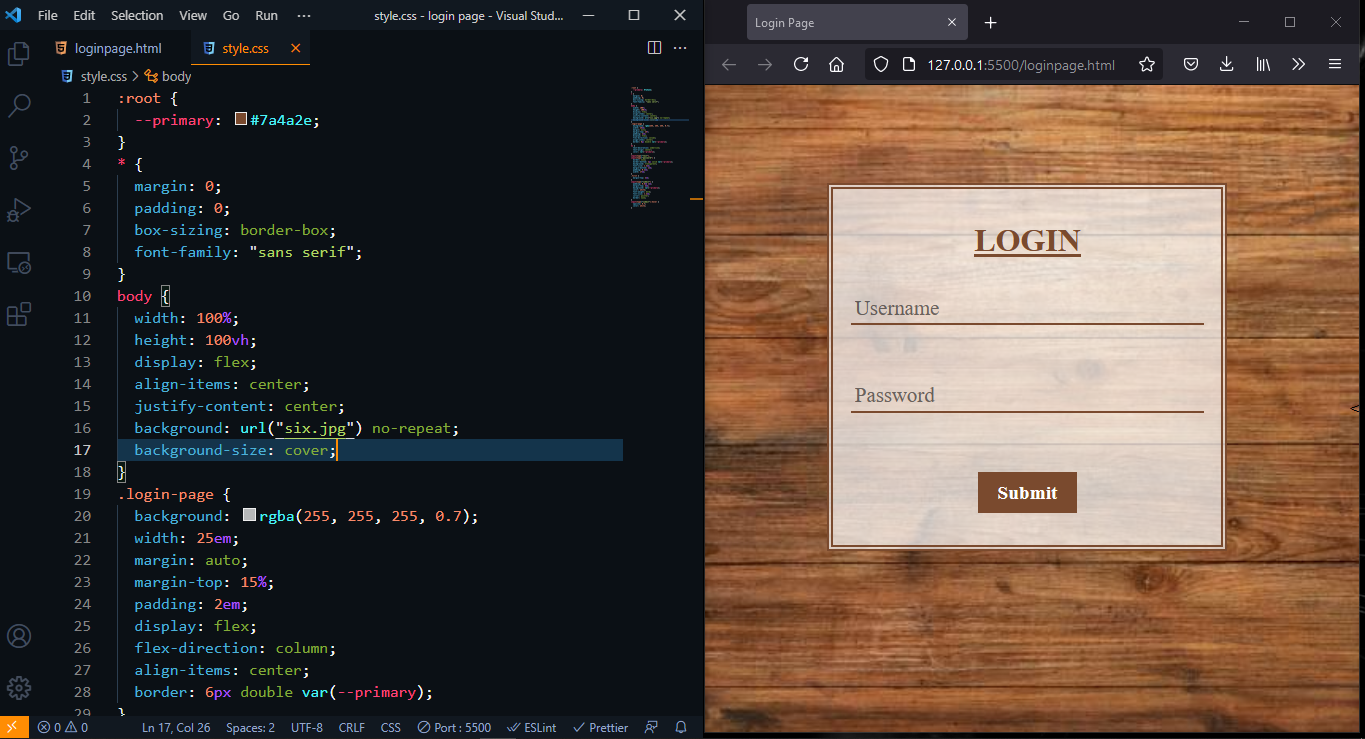 File Edit Selection View Go Run ··· style.css - login page - Visual Stud...
loginpage.html style.css
style.css > body
1 :root {
2 --primary: #7a4a2e;
3 }
4 * {
5 margin: 0;
6 padding: 0;
7 box-sizing: border-box;
8 font-family: "sans serif";
9 }
10 body {
11 width: 100%;
12 height: 100vh;
13 display: flex;
14 align-items: center;
15 justify-content: center;
16 background: url("six.jpg") no-repeat;
17 background-size: cover;
18 }
19 .login-page {
20 background: rgba(255, 255, 255, 0.7);
21 width: 25em;
22 margin: auto;
23 margin-top: 15%;
24 padding: 2em;
25 display: flex;
26 flex-direction: column;
27 align-items: center;
28 border: 6px double var(--primary);
29 }
0 0 Ln 17, Col 26 Spaces: 2 UTF-8 CRLF CSS Port : 5500 ESLint Prettier
Login Page
127.0.0.1:5500/loginpage.html
LOGIN
Username
Password
Submit